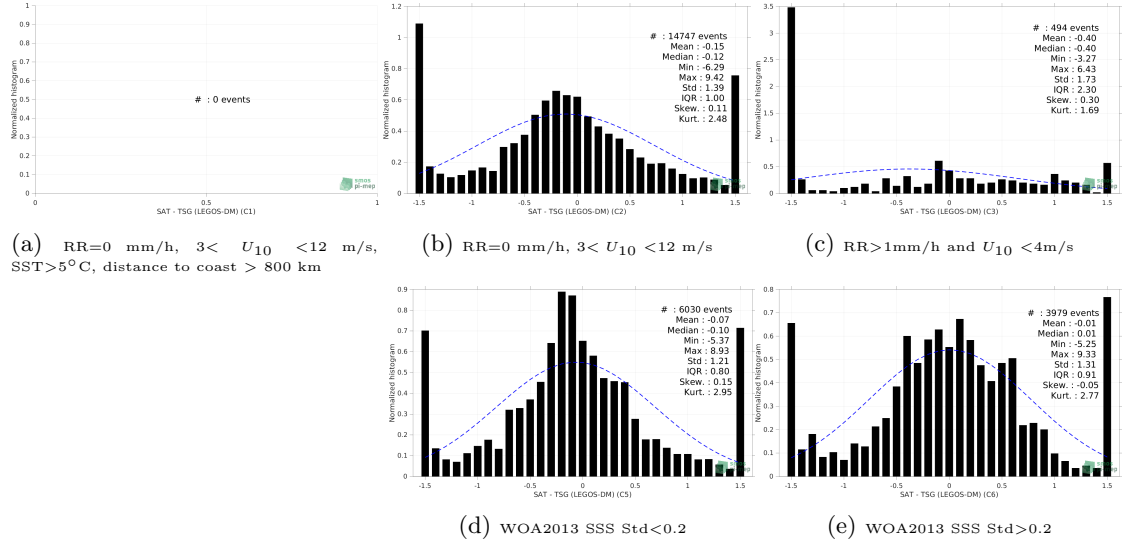 1
0.9
0.8
0.7
0.6
0.5
0.4
0.3
0.2
0.1
0
Normalized histogram
# : 0 events
smos
pi-mep
0 0.5 1
SAT - TSG (LEGOS-DM) (C1)
(a) RR=0 mm/h, 3< U10 <12 m/s,
SST>5°C, distance to coast > 800 km
1.2
1
0.8
0.6
0.4
0.2
0
Normalized histogram
# : 14747 events
Mean : -0.15
Median : -0.12
Min : -6.29
Max : 9.42
Std : 1.39
IQR : 1.00
Skew. : 0.11
Kurt. : 2.48
-1.5 -1 -0.5 0 0.5 1 1.5
SAT - TSG (LEGOS-DM) (C2)
(b) RR=0 mm/h, 3< U10 <12 m/s
3.5
3
2.5
2
1.5
1
0.5
0
Normalized histogram
# : 494 events
Mean : -0.40
Median : -0.40
Min : -3.27
Max : 6.43
Std : 1.73
IQR : 2.30
Skew. : 0.30
Kurt. : 1.69
-1.5 -1 -0.5 0 0.5 1 1.5
SAT - TSG (LEGOS-DM) (C3)
(c) RR>1mm/h and U10 <4m/s
0.9
0.8
0.7
0.6
0.5
0.4
0.3
0.2
0.1
0
Normalized histogram
# : 6030 events
Mean : -0.07
Median : -0.10
Min : -5.37
Max : 8.93
Std : 1.21
IQR : 0.80
Skew. : 0.15
Kurt. : 2.95
-1.5 -1 -0.5 0 0.5 1 1.5
SAT - TSG (LEGOS-DM) (C5)
(d) WOA2013 SSS Std<0.2
0.8
0.7
0.6
0.5
0.4
0.3
0.2
0.1
0
Normalized histogram
# : 3979 events
Mean : -0.01
Median : 0.01
Min : -5.25
Max : 9.33
Std : 1.31
IQR : 0.91
Skew. : -0.05
Kurt. : 2.77
-1.5 -1 -0.5 0 0.5 1 1.5
SAT - TSG (LEGOS-DM) (C6)
(e) WOA2013 SSS Std>0.2